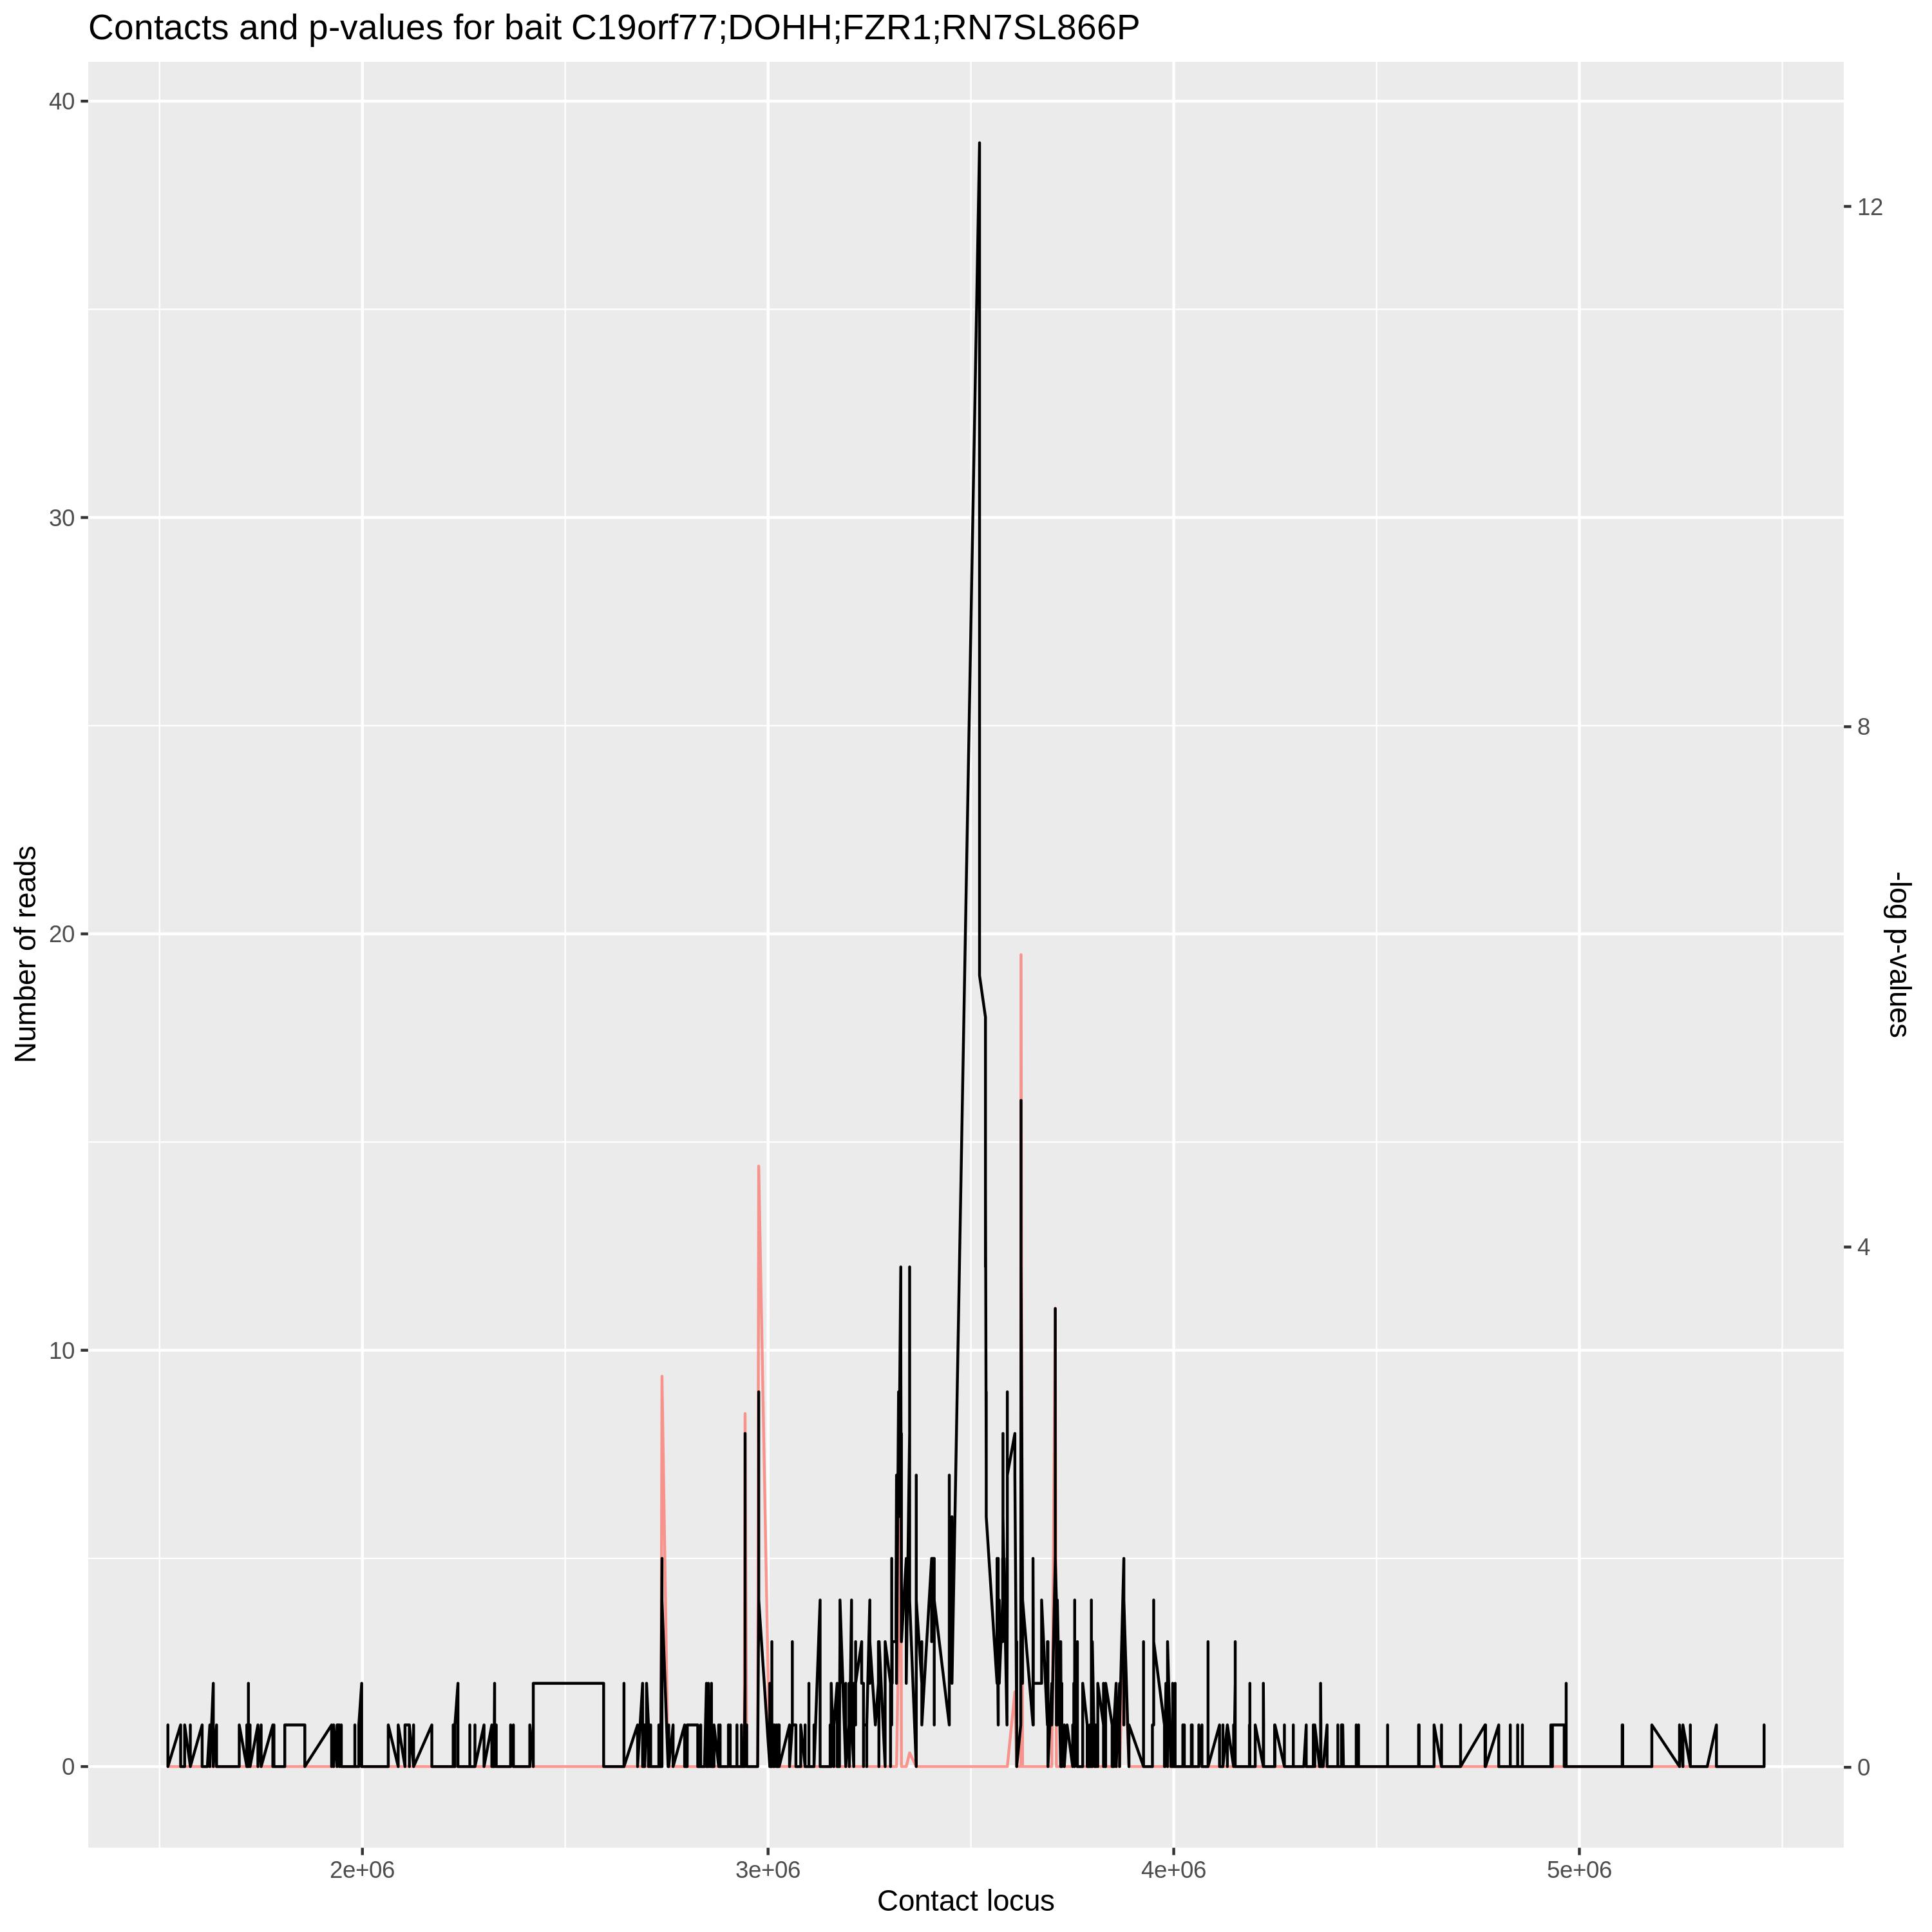 Contacts and p-values for bait C19orf77;DOHH;FZR1;RN7SL866P
40
30
20
10
0
Number of reads
12
8
4
0
-log p-values
2e+06
3e+06
4e+06
5e+06
Contact locus